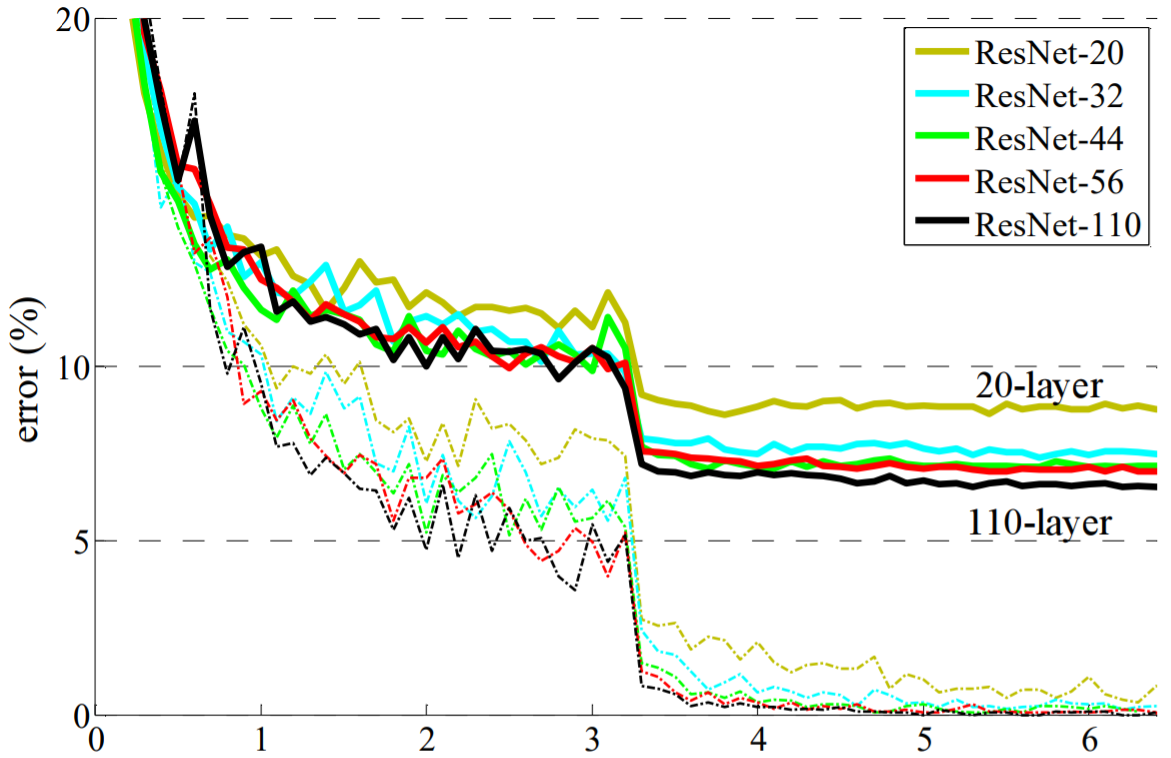 20
10
5
0
error (%)
ResNet-20
ResNet-32
ResNet-44
ResNet-56
ResNet-110
20-layer
110-layer
0 1 2 3 4 5 6